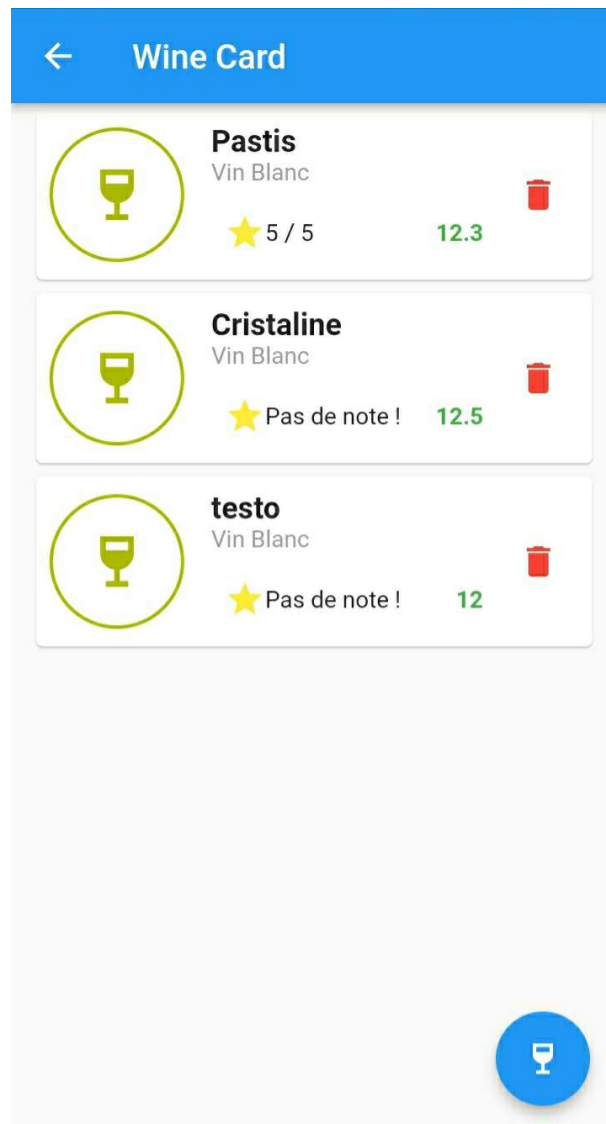 Wine Card
Pastis
Vin Blanc
5 / 5 12.3
Cristaline
Vin Blanc
Pas de note ! 12.5
testo
Vin Blanc
Pas de note ! 12